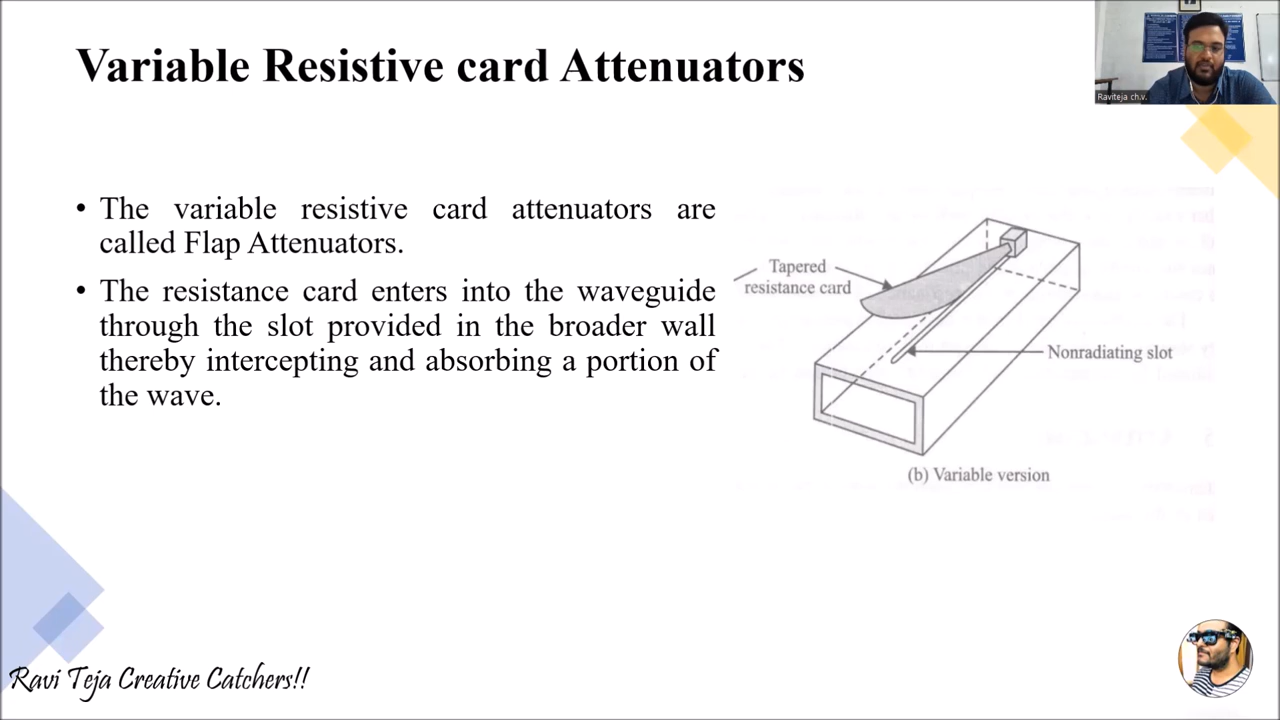 Variable Resistive card Attenuators
Raviteja ch.v.
• The variable resistive card attenuators are
called Flap Attenuators.
• The resistance card enters into the waveguide
through the slot provided in the broader wall
thereby intercepting and absorbing a portion of
the wave.
Tapered
resistance card
Nonradiating slot
(b) Variable version
Ravi Teja Creative Catchers!!